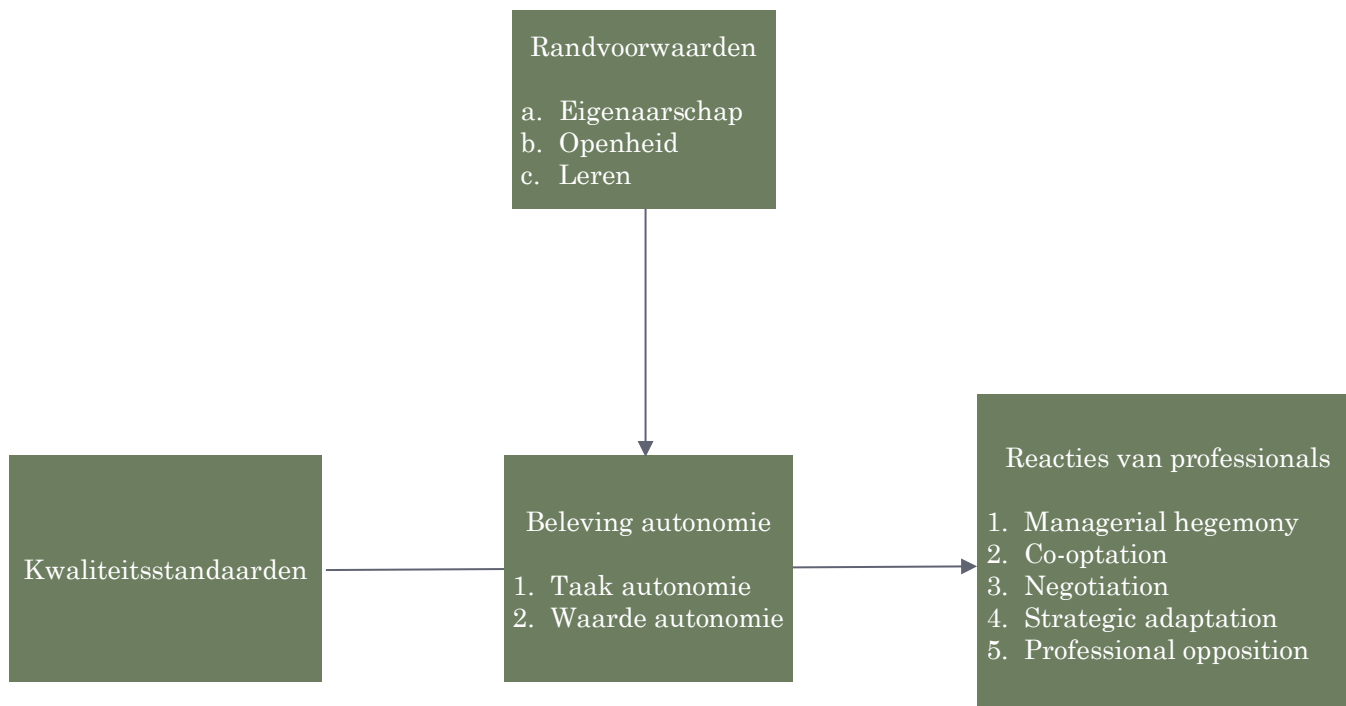 Randvoorwaarden
a. Eigenaarschap
b. Openheid
c. Leren
Kwaliteitsstandaarden
Beleving autonomie
1. Taak autonomie
2. Waarde autonomie
Reacties van professionals
1. Managerial hegemony
2. Co-optation
3. Negotiation
4. Strategic adaptation
5. Professional opposition